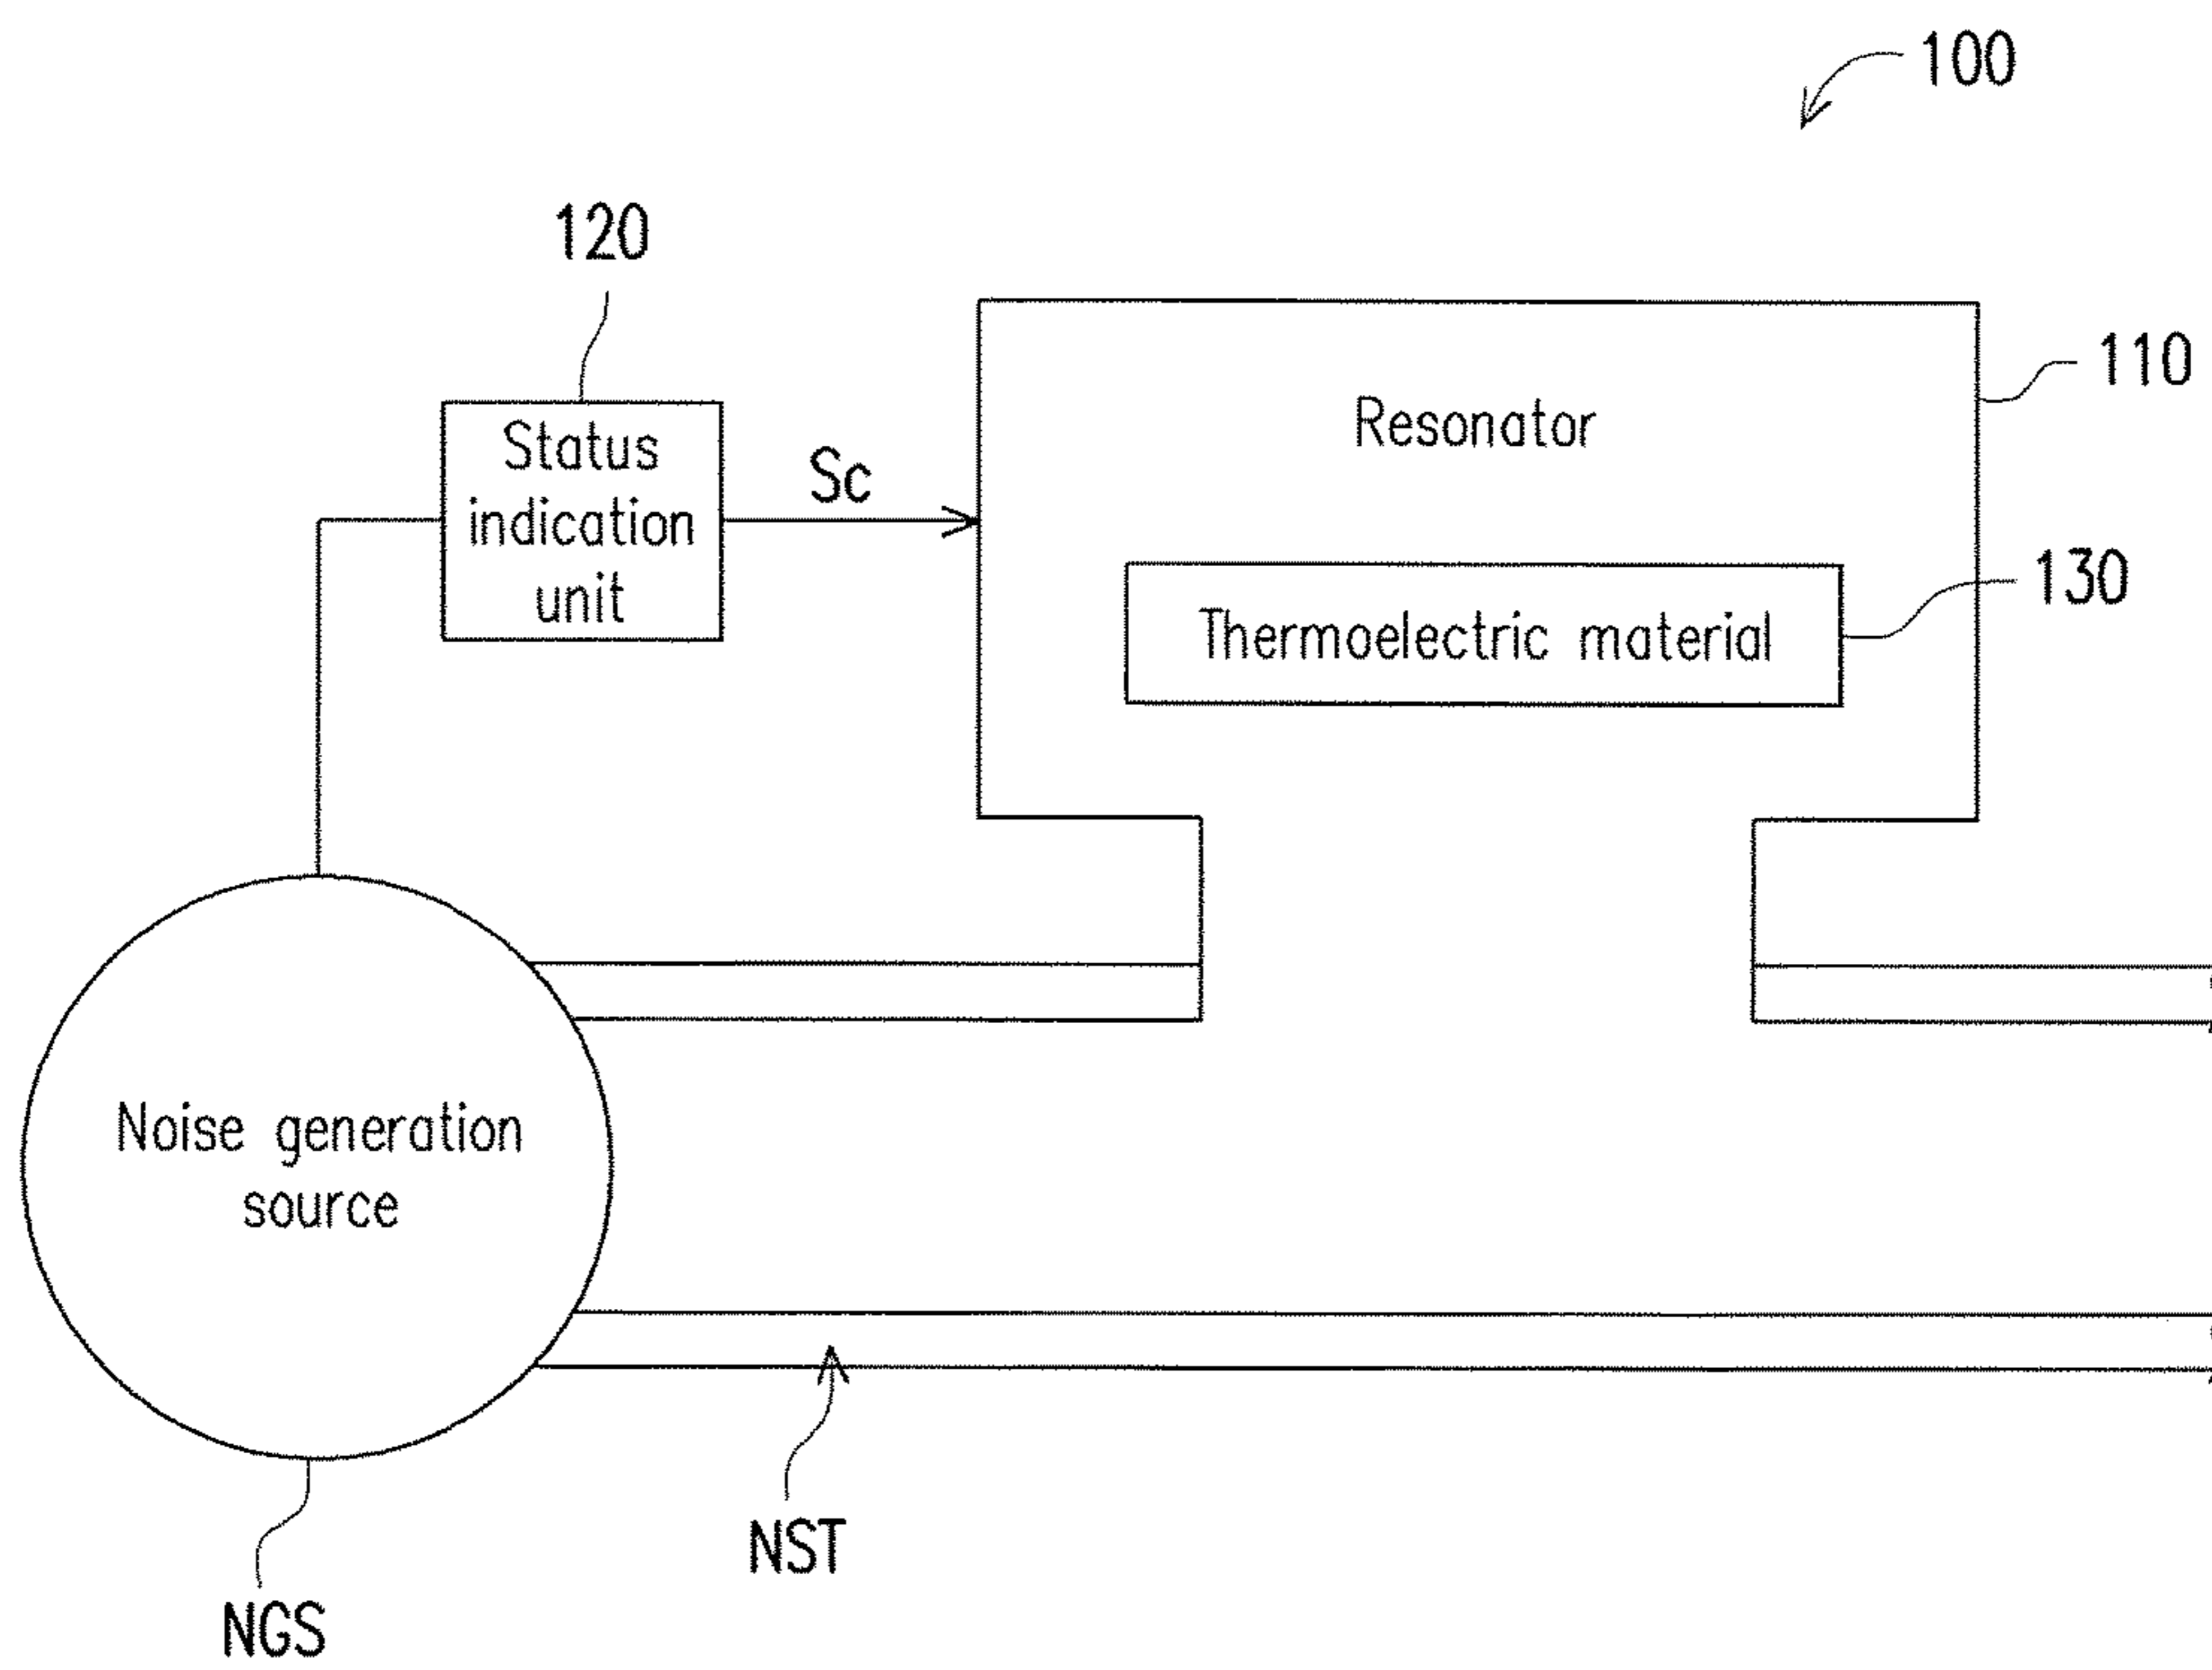 100
120
110
Resonator
Status
indication
unit
Sc
130
Thermoelectric material
Noise generation
source
NST
NGS